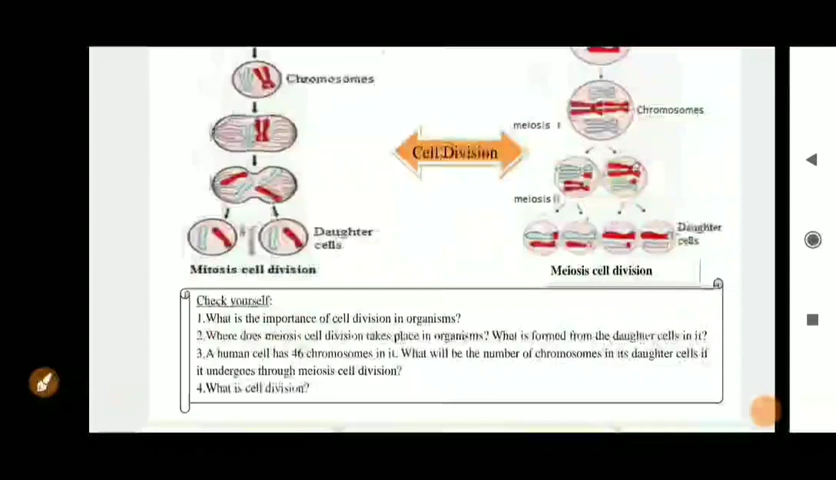 Chromosomes
Chromosomes
meiosis I
Cell Division
meiosis II
Daughter
cells
Daughter
cells
Mitosis cell division
Meiosis cell division
Check yourself:
1.What is the importance of cell division in organisms?
2.Where does meiosis cell division takes place in organisms? What is formed from the daughter cells in it?
3.A human cell has 46 chromosomes in it. What will be the number of chromosomes in its daughter cells if
it undergoes through meiosis cell division?
4.What is cell division?